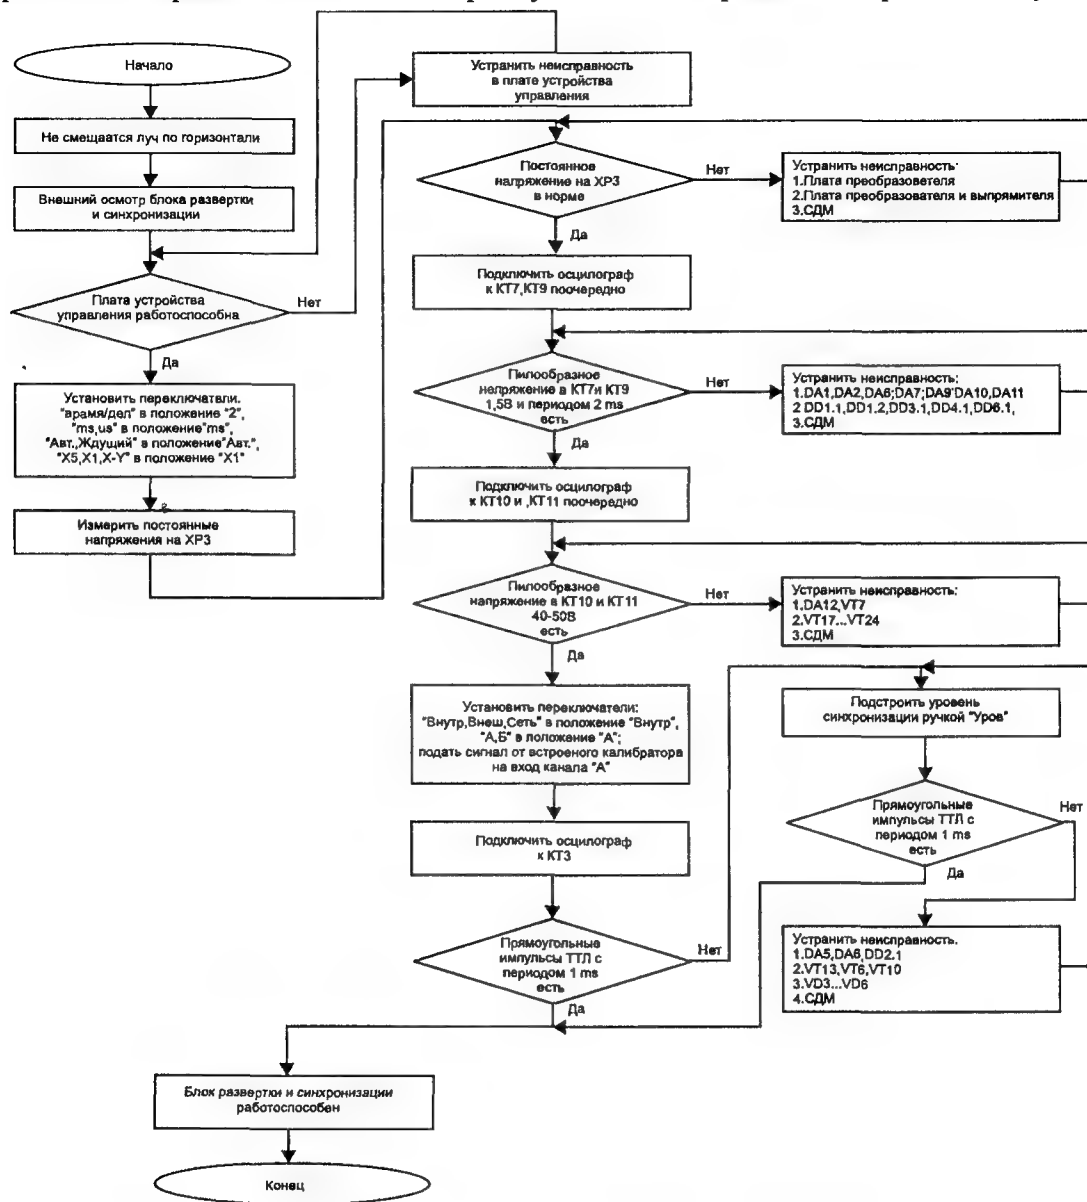 Начало
Не смещаатся луч по горизонтали
Внешний осмотр блока развертки
и синхронизации
Плата устройства
управления работоспособна
Нет
Да
Установить переключатели.
"врамя/дел" в положение "2",
"ms,us" в положение"ms",
"Авт.,Ждущий" в положение"Авт.",
"X5,X1,X-Y" в положение "X1"
Измерить постоянные
напряжения на ХР3
Устранить неисправность
в плате устройства
управления
Постоянное
напряжение на ХР3
в норме
Нет
Да
Устранить неисправность:
1.Плата преобразоветеля
2.Плата преобразователя и выпрямителя
3.СДМ
Подключить осцилограф
к КТ7,КТ9 поочередно
Пилообразное
непряжение а КТ7и КТ9
1,5В и периодом 2 ms
есть
Нет
Да
Устранить неисправность:
1.DA1,DA2,DA6;DA7;DA9'DA10,DA11
2 DD1.1,DD1.2,DD3.1,DD4.1,DD6.1,
3.СДМ
Подключить осцилограф
к КТ10 и ,КТ11 поочередно
Пилообразное
напряжение в КТ10 и КТ11
40-50В
есть
Нет
Да
Устранить неисправность:
1.DA12,VT7
2.VT17...VT24
3.СДМ
Установить переключатели:
"Внутр,Внеш,Сеть" в положение "Внутр",
"А,Б" в положение "А";
подать сигнал от встроеного калибратора
на вход канала "А"
Подключить осцилограф
к КТ3
Прямоугольные
импульсы ТТЛ с
периодом 1 ms
есть
Нет
Да
Подстроить уровень
синхронизации ручкой "Уров"
Прямоугольные
импульсы ТТЛ с
периодом 1 ms
есть
Нет
Да
Устранить неисправность.
1.DA5,DA8,DD2.1
2.VT13,VT6,VT10
3.VD3...VD6
4.СДМ
Блок развертки и синхронизации
работоспособен
Конец